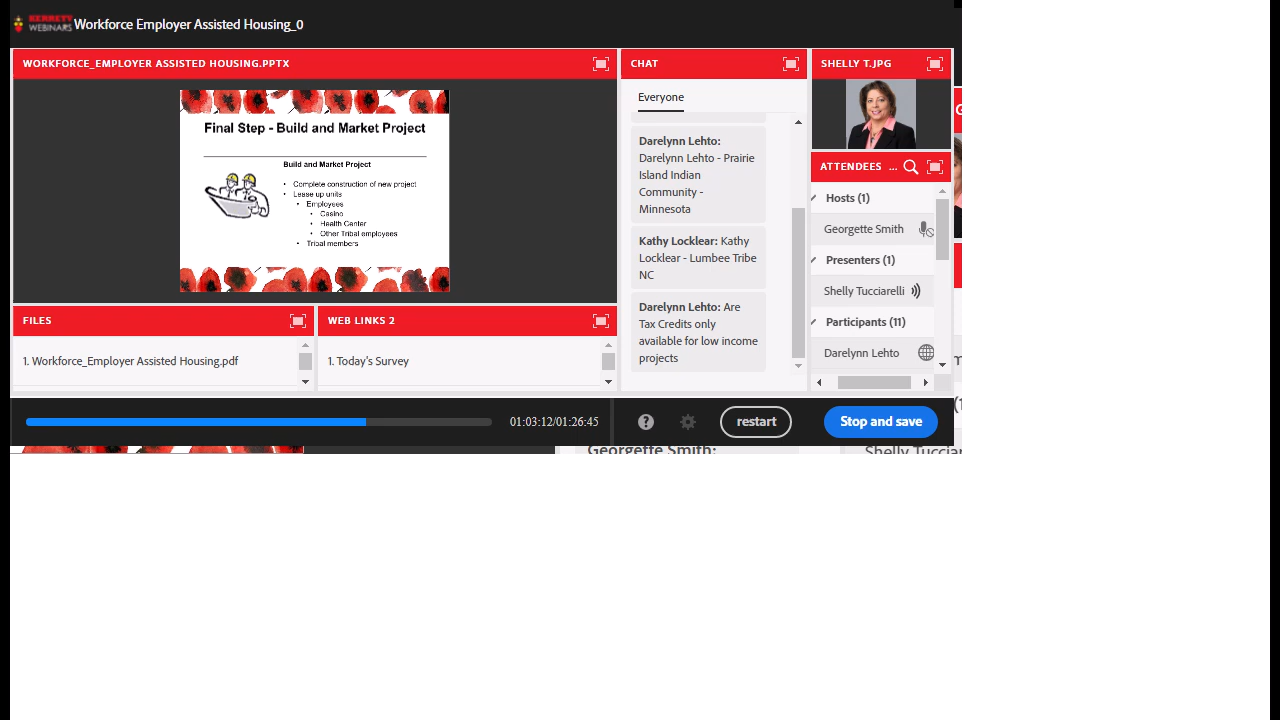 KERRETT
WEBINARS
Workforce Employer Assisted Housing_0
WORKFORCE_EMPLOYER ASSISTED HOUSING.PPTX
Final Step - Build and Market Project
Build and Market Project
• Complete construction of new project
• Lease up units
• Employees
• Casino
• Health Center
• Other Tribal employees
• Tribal members
FILES
1. Workforce_Employer Assisted Housing.pdf
WEB LINKS 2
1. Today's Survey
CHAT
Everyone
Darelynn Lehto:
Darelynn Lehto - Prairie
Island Indian
Community -
Minnesota
Kathy Locklear: Kathy
Locklear - Lumbee Tribe
NC
Darelynn Lehto: Are
Tax Credits only
available for low income
projects
SHELLY T.JPG
ATTENDEES ...
Hosts (1)
Georgette Smith
Presenters (1)
Shelly Tucciarelli
Participants (11)
Darelynn Lehto
01:03:12/01:26:45
restart
Stop and save
Georgette Smith:
Shelly Tucciar